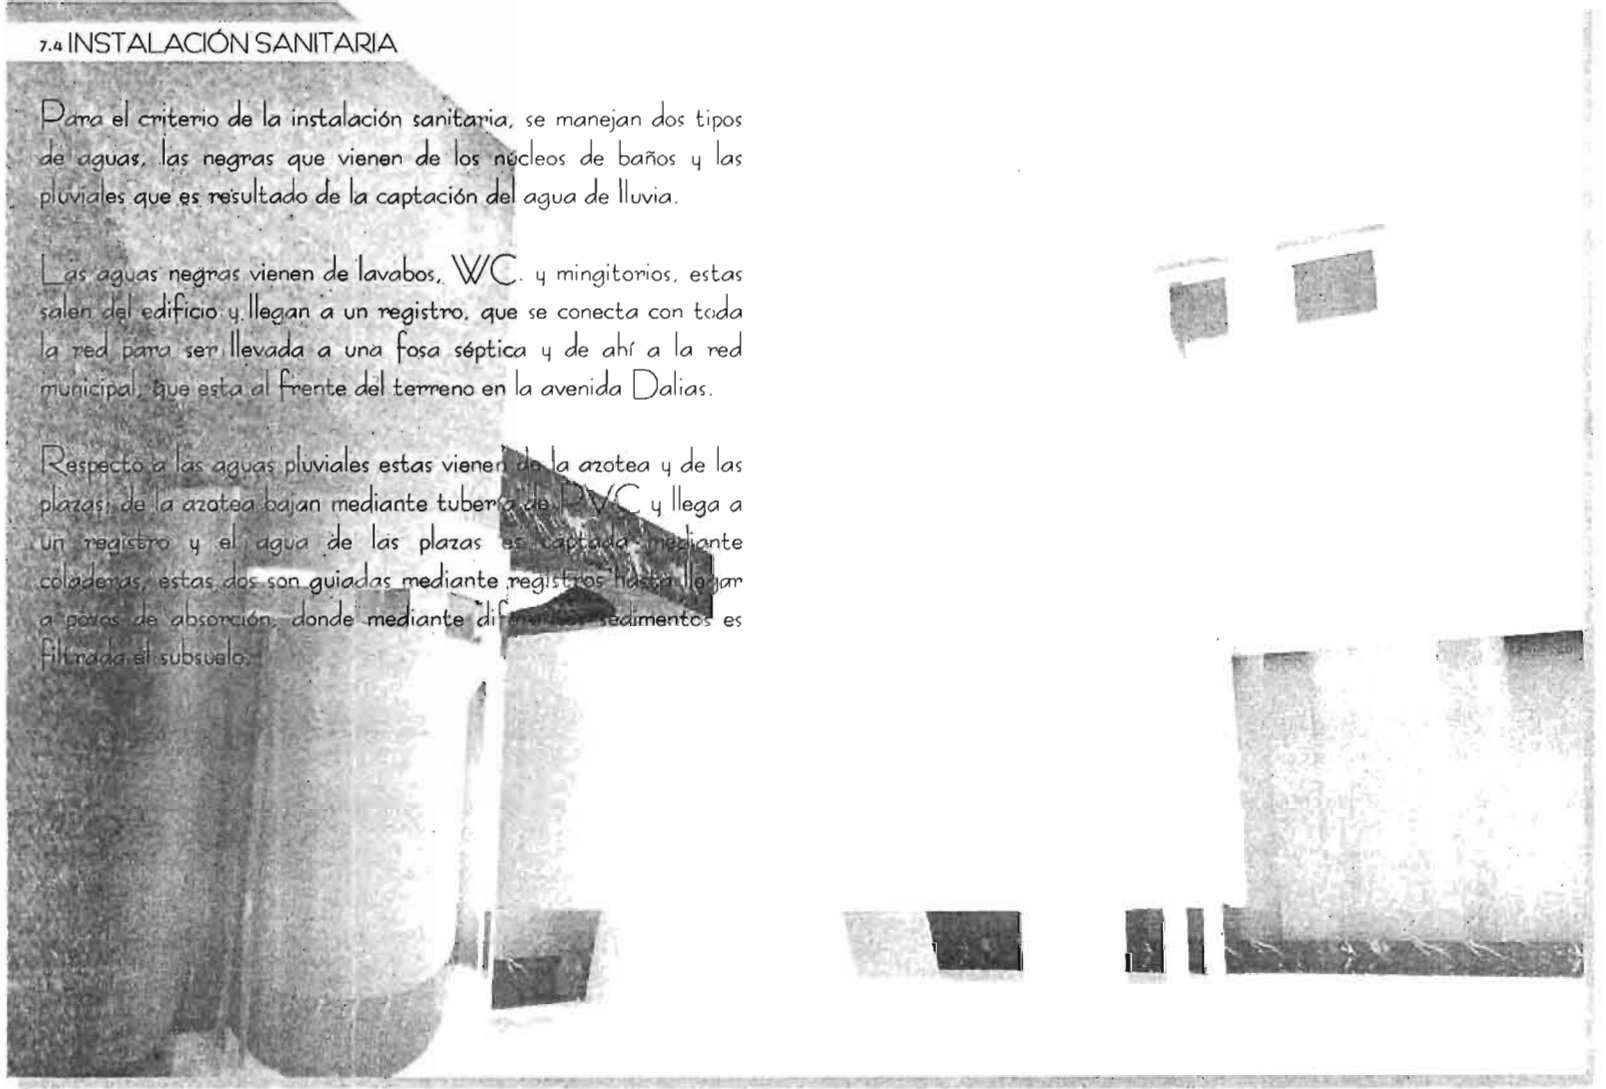 7.4 INSTALACIÓN SANITARIA
Para el criterio de la instalación sanitaria, se manejan dos tipos
de aguas, las negras que vienen de los núcleos de baños y las
pluviales que es resultado de la captación del agua de lluvia.
Las aguas negras vienen de lavabos, WC. y mingitorios, estas
salen del edificio y llegan a un registro, que se conecta con toda
la red para ser llevada a una fosa séptica y de ahí a la red
municipal, que esta al frente del terreno en la avenida Dalias.
Respecto a las aguas pluviales estas vienen de la azotea y de las
plazas, de la azotea bajan mediante tubería de PVC y llega a
un registro y el agua de las plazas es captada mediante
coladeras, estas dos son guiadas mediante registros hasta llegar
a pozos de absorción, donde mediante diferentes sedimentos es
filtrada el subsuelo.